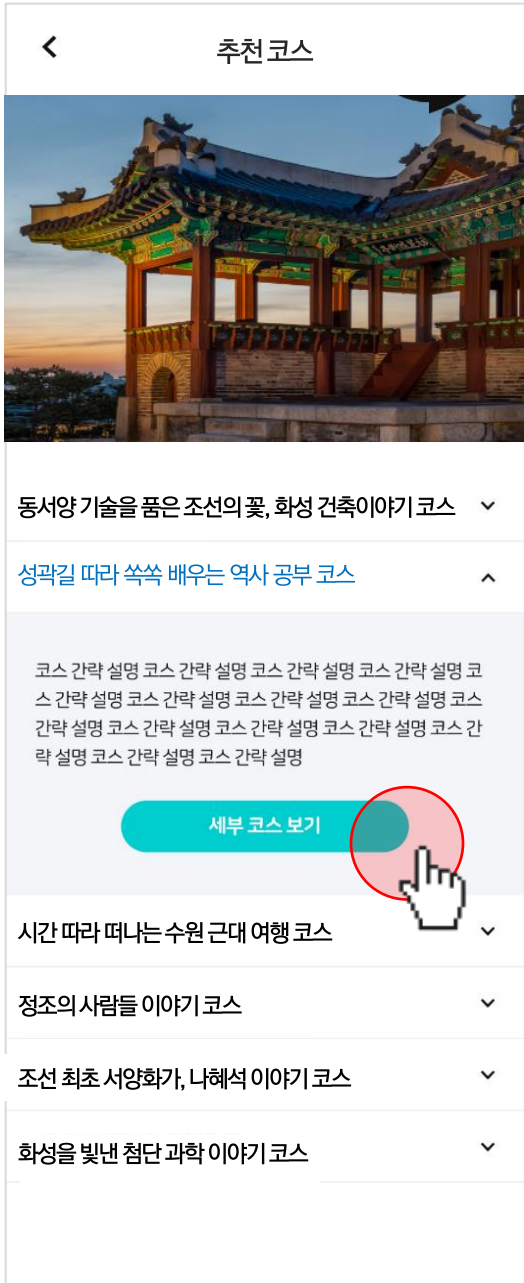 추천 코스
동서양 기술을 품은 조선의 꽃, 화성 건축이야기 코스
성곽길 따라 쏙쏙 배우는 역사 공부 코스
코스 간략 설명 코스 간략 설명 코스 간략 설명 코스 간략 설명 코
스 간략 설명 코스 간략 설명 코스 간략 설명 코스 간략 설명 코스
간략 설명 코스 간략 설명 코스 간략 설명 코스 간략 설명 코스 간
략 설명 코스 간략 설명 코스 간략 설명
세부 코스 보기
시간 따라 떠나는 수원 근대 여행 코스
정조의 사람들 이야기 코스
조선 최초 서양화가, 나혜석 이야기 코스
화성을 빛낸 첨단 과학 이야기 코스